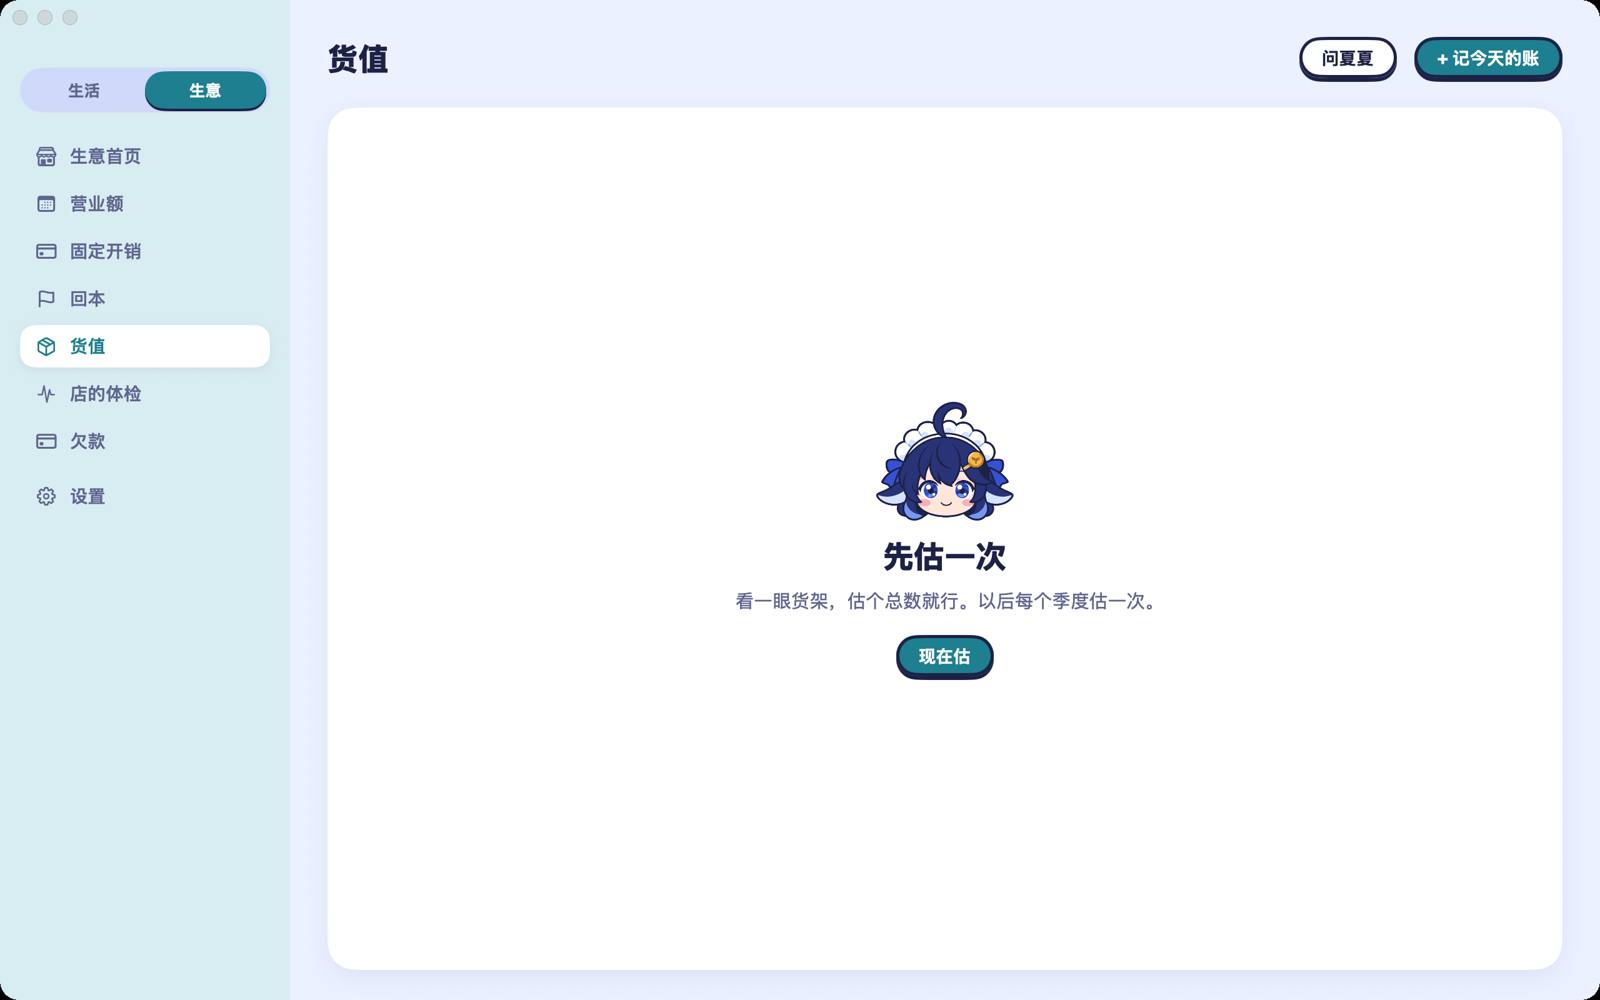 生活
生意
生意首页
营业额
固定开销
回本
货值
店的体检
欠款
设置
货值
问夏夏
+ 记今天的账
先估一次
看一眼货架，估个总数就行。以后每个季度估一次。
现在估